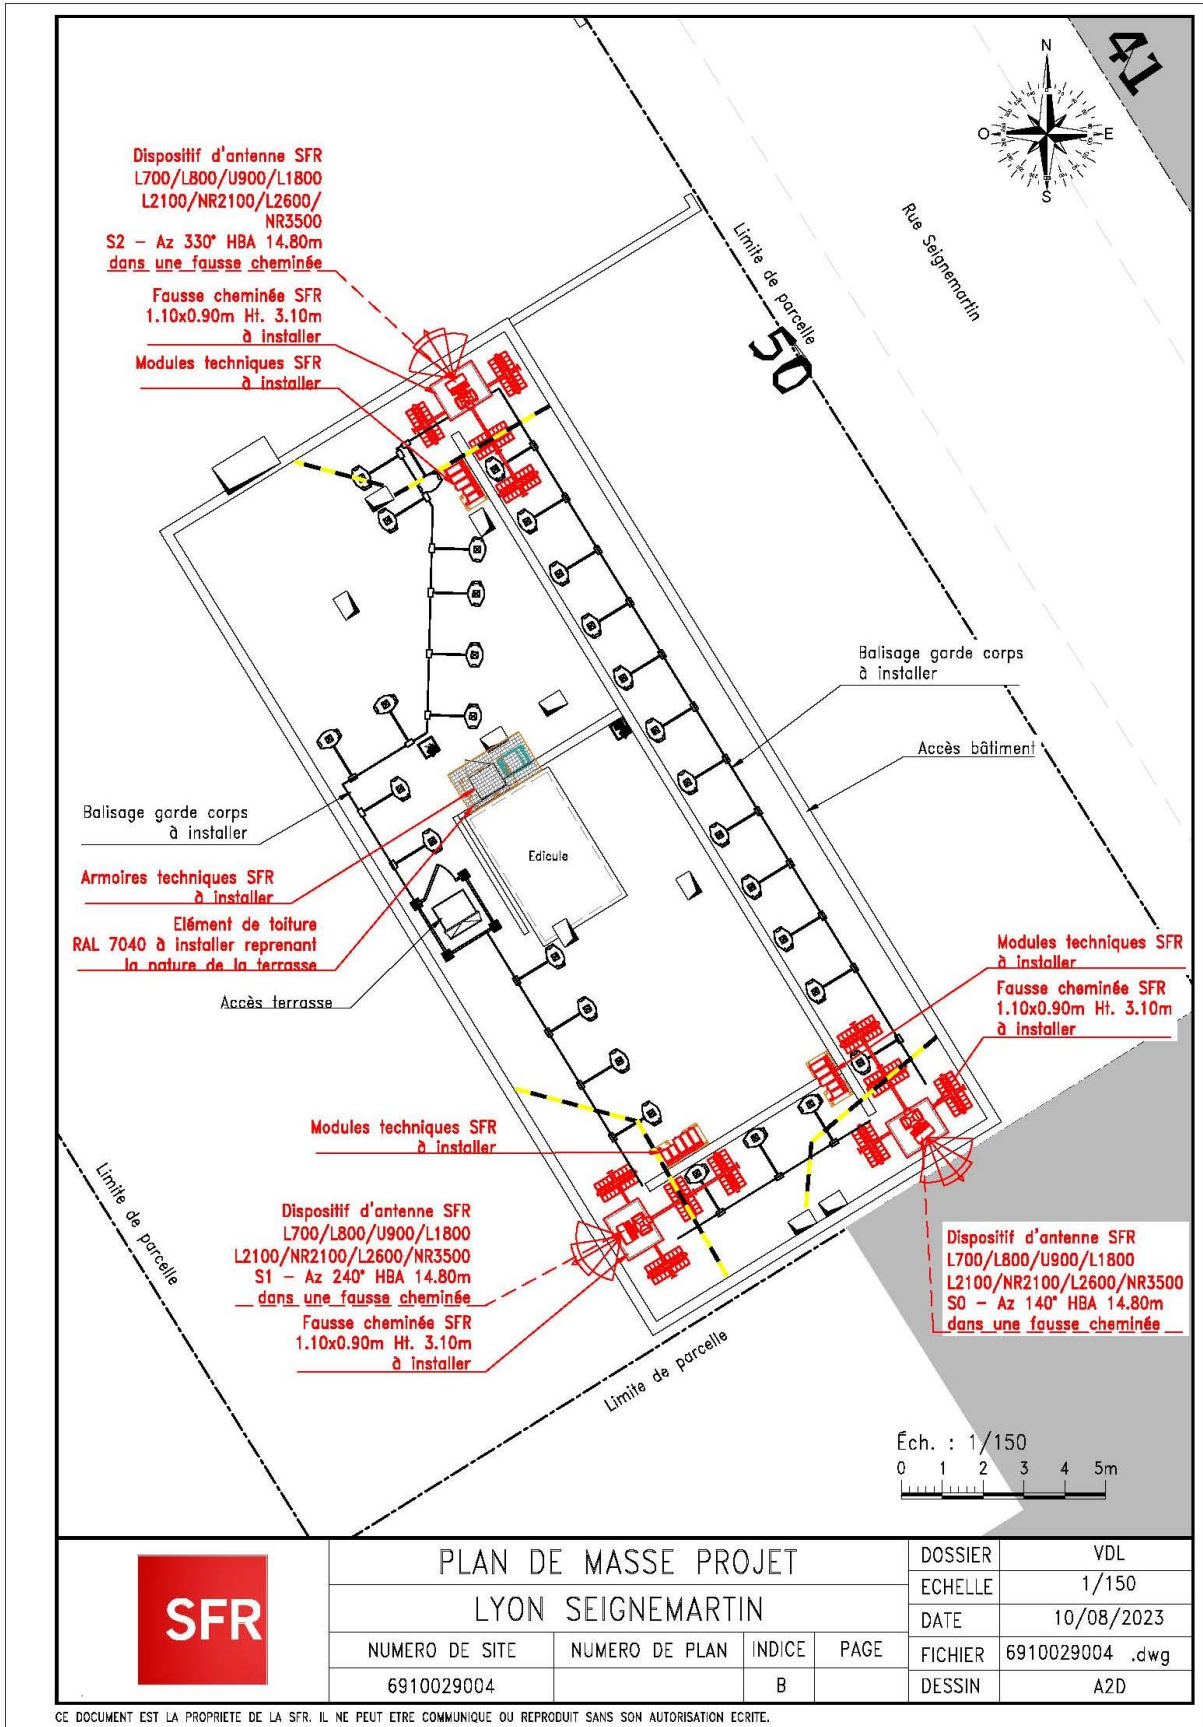 41
N
O
E
S
Dispositif d'antenne SFR
L700/L800/U900/L1800
L2100/NR2100/L2600/
NR3500
S2 - Az 330° HBA 14.80m
dans une fausse cheminée
Fausse cheminée SFR
1.10x0.90m Ht. 3.10m
à installer
Modules techniques SFR
à installer
Limite de parcelle
Rue Seignemartin
50
Balisage garde corps
à installer
Accès bâtiment
Balisage garde corps
à installer
Armoires techniques SFR
à installer
Elément de toiture
RAL 7040 à installer reprenant
la nature de la terrasse
Accès terrasse
Edicule
Modules techniques SFR
à installer
Fausse cheminée SFR
1.10x0.90m Ht. 3.10m
à installer
Modules techniques SFR
à installer
Limite de parcelle
Dispositif d'antenne SFR
L700/L800/U900/L1800
L2100/NR2100/L2600/NR3500
S1 - Az 240° HBA 14.80m
dans une fausse cheminée
Fausse cheminée SFR
1.10x0.90m Ht. 3.10m
à installer
Dispositif d'antenne SFR
L700/L800/U900/L1800
L2100/NR2100/L2600/NR3500
S0 - Az 140° HBA 14.80m
dans une fausse cheminée
Limite de parcelle
Éch. : 1/150
0 1 2 3 4 5m
SFR
PLAN DE MASSE PROJET
LYON SEIGNEMARTIN
NUMERO DE SITE NUMERO DE PLAN INDICE PAGE
6910029004 B
DOSSIER VDL
ECHELLE 1/150
DATE 10/08/2023
FICHIER 6910029004 .dwg
DESSIN A2D
CE DOCUMENT EST LA PROPRIETE DE LA SFR. IL NE PEUT ETRE COMMUNIQUE OU REPRODUIT SANS SON AUTORISATION ECRITE.